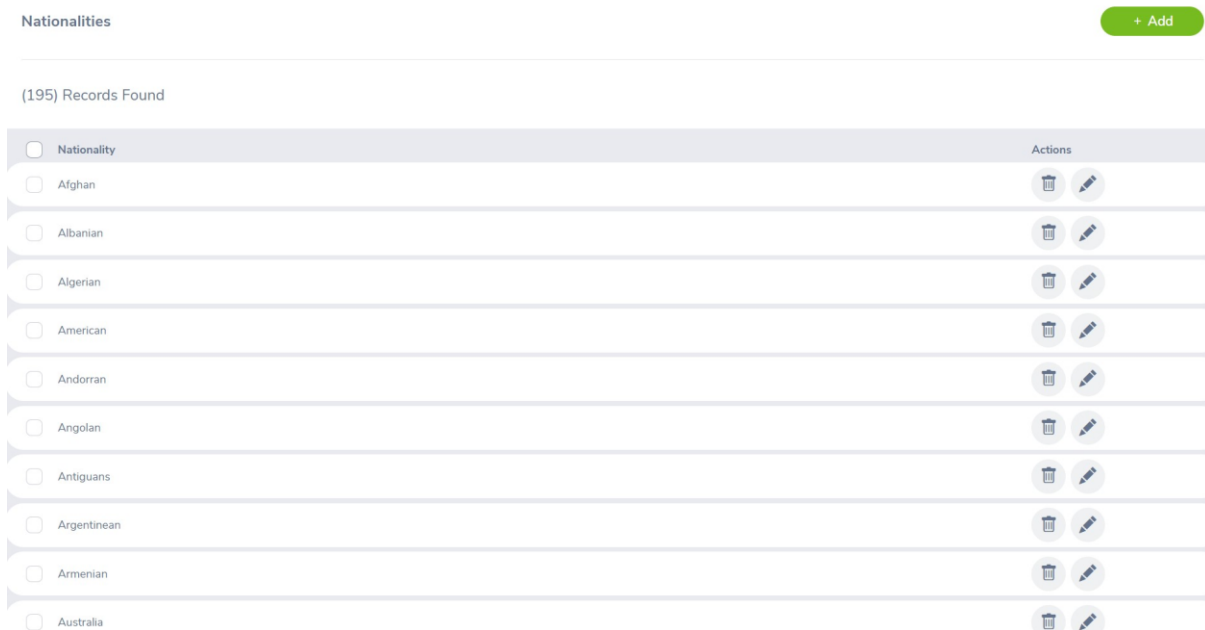 Nationalities
+ Add
(195) Records Found
Nationality Actions
Afghan
Albanian
Algerian
American
Andorran
Angolan
Antiguans
Argentinean
Armenian
Australia